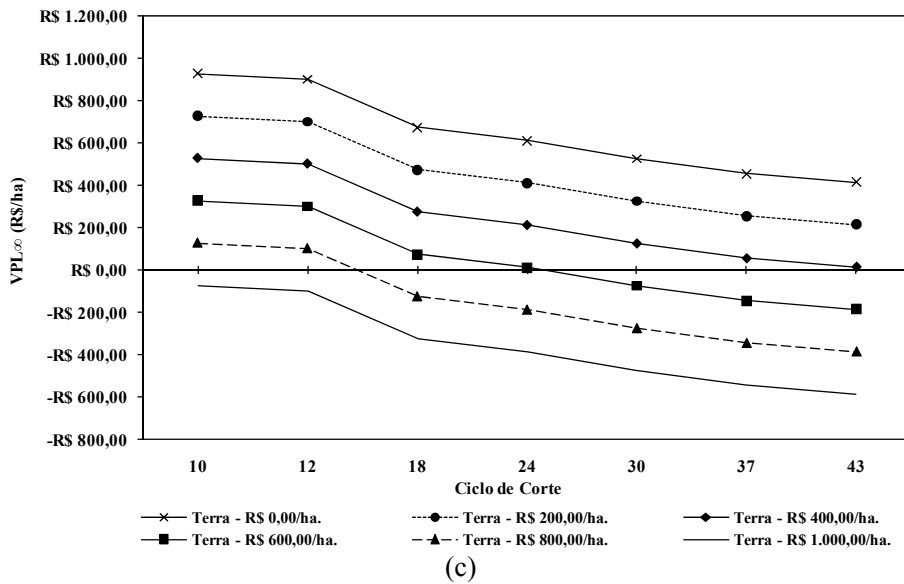 R$ 1.200,00
R$ 1.000,00
R$ 800,00
R$ 600,00
R$ 400,00
R$ 200,00
R$ 0,00
-R$ 200,00
-R$ 400,00
-R$ 600,00
-R$ 800,00
VPL∞ (R$/ha)
10 12 18 24 30 37 43
Ciclo de Corte
Terra - R$ 0,00/ha. Terra - R$ 200,00/ha. Terra - R$ 400,00/ha.
Terra - R$ 600,00/ha. Terra - R$ 800,00/ha. Terra - R$ 1.000,00/ha.
(c)